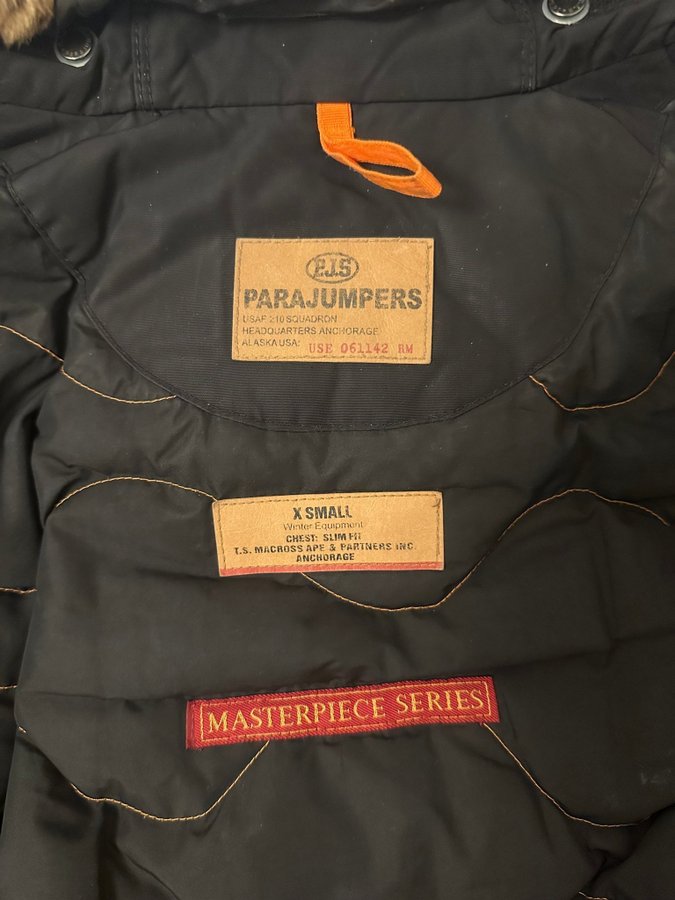 P.J.S
PARAJUMPERS
USAF 210 SQUADRON
HEADQUARTERS ANCHORAGE
ALASKA USA: USE 061142 RM
X SMALL
Winter Equipment
CHEST: SLIM FIT
T.S. MACROSS APE & PARTNERS INC.
ANCHORAGE
MASTERPIECE SERIES